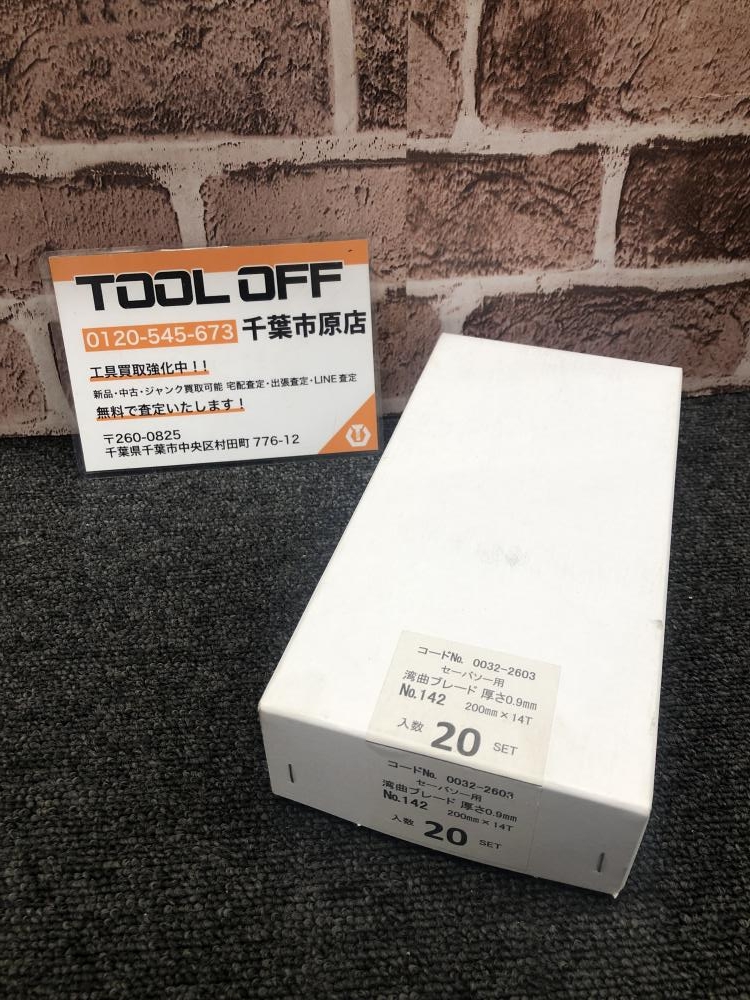 TOOL OFF
0120-545-673 千葉市原店
工具買取強化中！！
新品・中古・ジャンク買取可能 宅配査定・出張査定・LINE査定
無料で査定いたします！
〒260-0825
千葉県千葉市中央区村田町 776-12
コードNo. 0032-2603
セーバソー用
湾曲ブレード 厚さ0.9mm
No.142 200mm×14T
入数 20 SET
コードNo. 0032-2603
セーバソー用
湾曲ブレード 厚さ0.9mm
No.142 200mm×14T
入数 20 SET